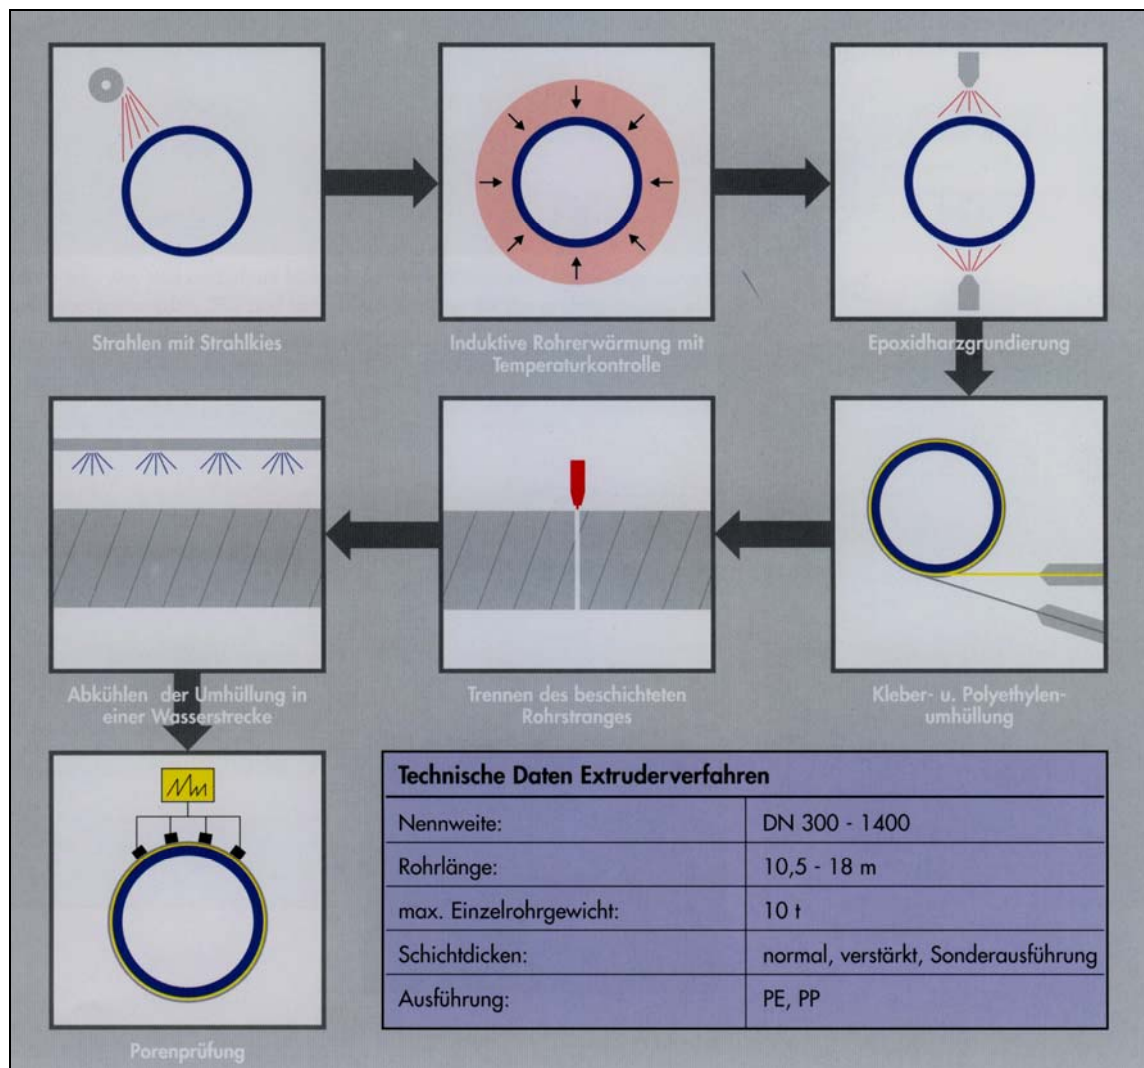 Strahlen mit Strahlkies
Induktive Rohrerwärmung mit
Temperaturkontrolle
Epoxidharzgrundierung
Abkühlen der Umhüllung in
einer Wasserstrecke
Trennen des beschichteten
Rohrstranges
Kleber- u. Polyethylen-
umhüllung
Porenprüfung
Technische Daten Extruderverfahren
Nennweite: DN 300 - 1400
Rohrlänge: 10,5 - 18 m
max. Einzelrohrgewicht: 10 t
Schichtdicken: normal, verstärkt, Sonderausführung
Ausführung: PE, PP